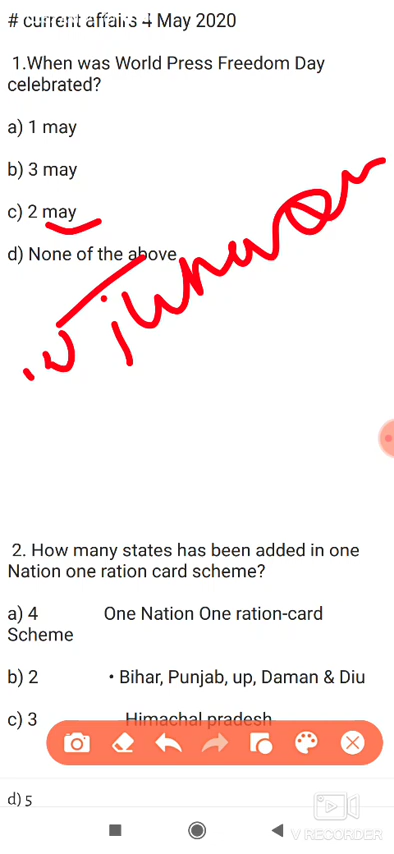 # current affairs 4 May 2020
1.When was World Press Freedom Day
celebrated?
a) 1 may
b) 3 may
c) 2 may
d) None of the above
2. How many states has been added in one
Nation one ration card scheme?
a) 4 One Nation One ration-card
Scheme
b) 2 • Bihar, Punjab, up, Daman & Diu
c) 3 Himachal pradesh
d) 5
V RECORDER